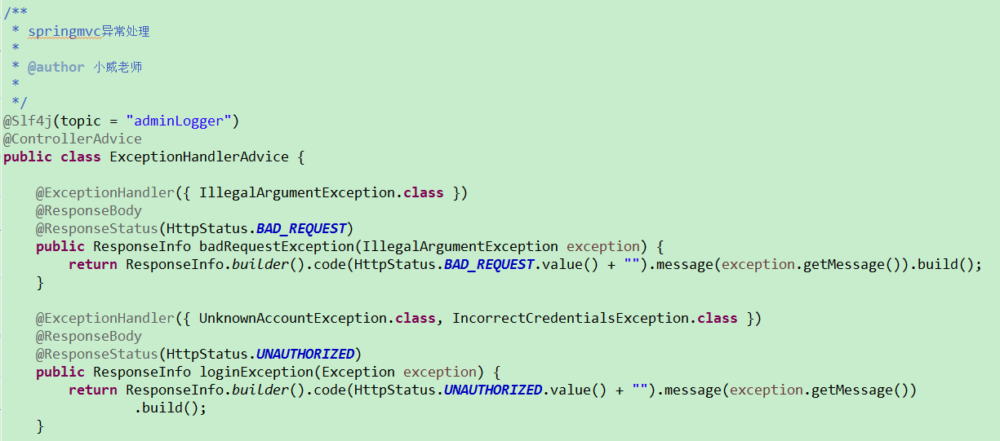 /**
 * springmvc异常处理
 *
 * @author 小威老师
 *
 */
@Slf4j(topic = "adminLogger")
@ControllerAdvice
public class ExceptionHandlerAdvice {
    @ExceptionHandler({ IllegalArgumentException.class })
    @ResponseBody
    @ResponseStatus(HttpStatus.BAD_REQUEST)
    public ResponseInfo badRequestException(IllegalArgumentException exception) {
        return ResponseInfo.builder().code(HttpStatus.BAD_REQUEST.value() + "").message(exception.getMessage()).build();
    }
    @ExceptionHandler({ UnknownAccountException.class, IncorrectCredentialsException.class })
    @ResponseBody
    @ResponseStatus(HttpStatus.UNAUTHORIZED)
    public ResponseInfo loginException(Exception exception) {
        return ResponseInfo.builder().code(HttpStatus.UNAUTHORIZED.value() + "").message(exception.getMessage())
                .build();
    }